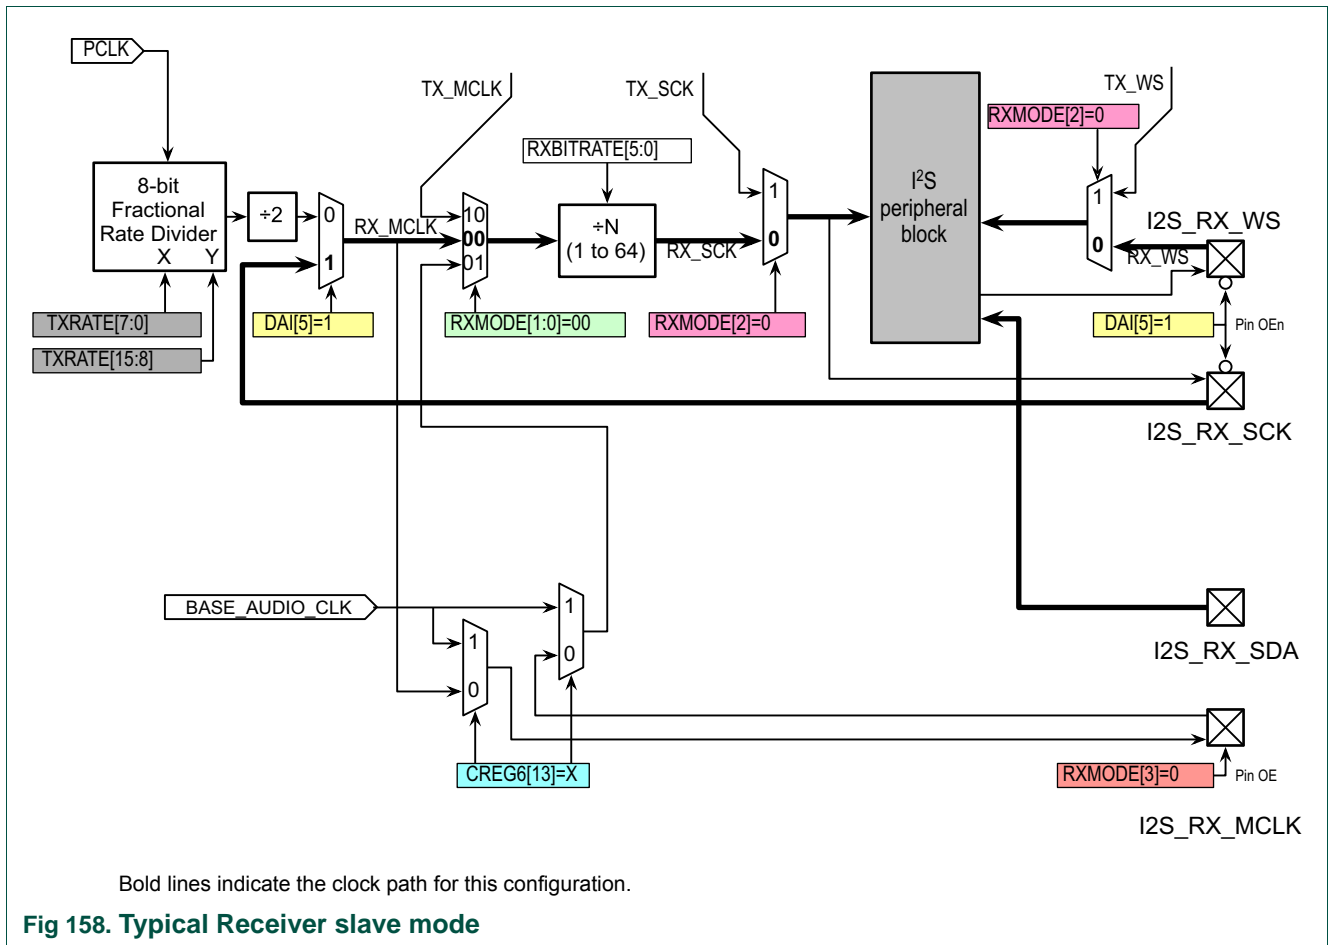 PCLK
TX_MCLK
TX_SCK
TX_WS
RXMODE[2]=0
RXBITRATE[5:0]
8-bit
Fractional
Rate Divider
X Y
÷2
0
1
RX_MCLK
10
00
01
÷N
(1 to 64)
RX_SCK
1
0
I²S
peripheral
block
1
0
I2S_RX_WS
RX_WS
TXRATE[7:0]
DAI[5]=1
RXMODE[1:0]=00
RXMODE[2]=0
DAI[5]=1
Pin OEn
TXRATE[15:8]
I2S_RX_SCK
BASE_AUDIO_CLK
1
0
1
0
I2S_RX_SDA
CREG6[13]=X
RXMODE[3]=0
Pin OE
I2S_RX_MCLK
Bold lines indicate the clock path for this configuration.
Fig 158. Typical Receiver slave mode